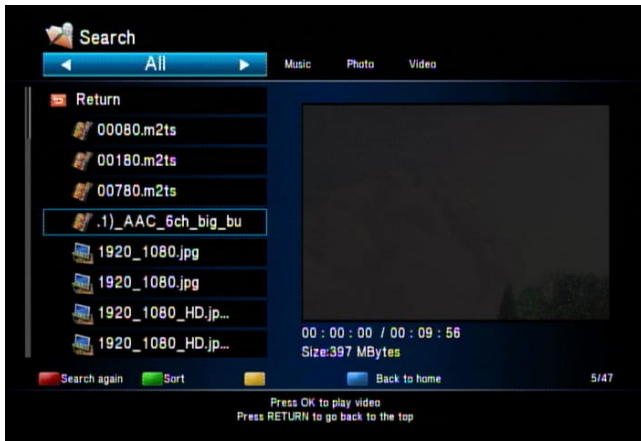 Search
All
Music Photo Video
Return
00080.m2ts
00180.m2ts
00780.m2ts
.1)_AAC_6ch_big_bu
1920_1080.jpg
1920_1080.jpg
1920_1080_HD.jp...
1920_1080_HD.jp...
00 : 00 : 00 / 00 : 09 : 56
Size:397 MBytes
Search again Sort Back to home 5/47
Press OK to play video
Press RETURN to go back to the top